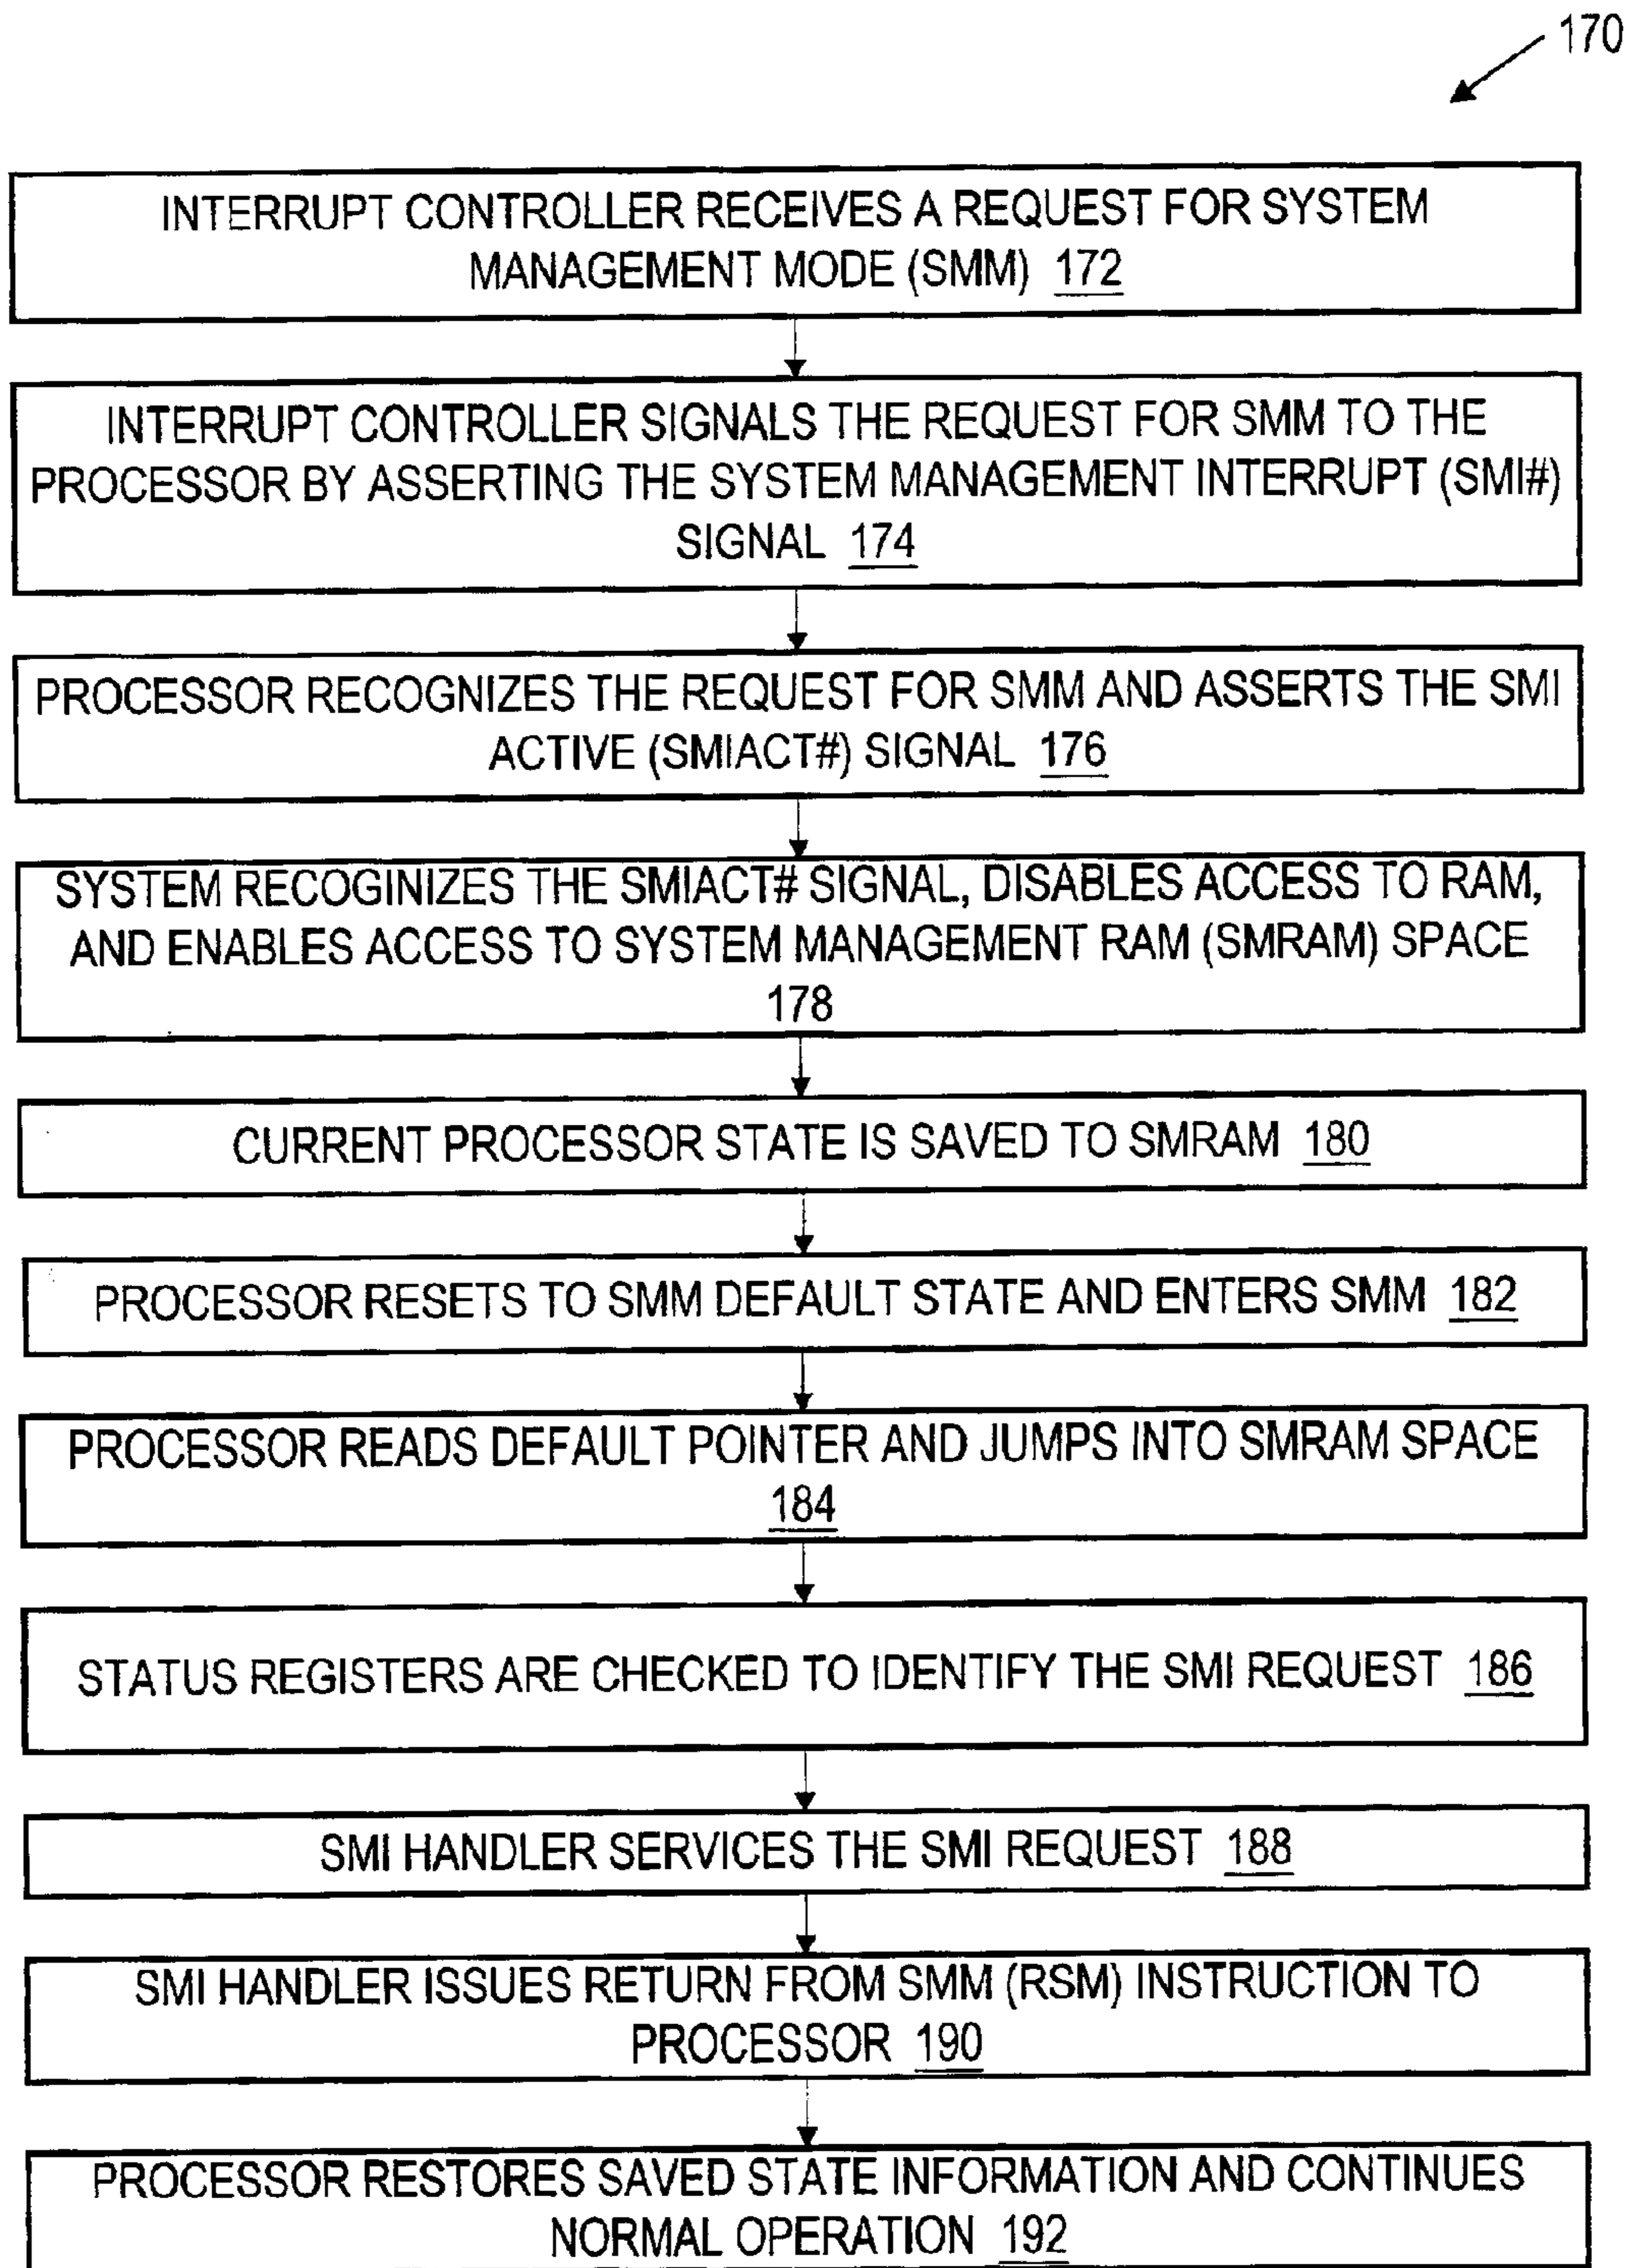 170
INTERRUPT CONTROLLER RECEIVES A REQUEST FOR SYSTEM
MANAGEMENT MODE (SMM) 172
INTERRUPT CONTROLLER SIGNALS THE REQUEST FOR SMM TO THE
PROCESSOR BY ASSERTING THE SYSTEM MANAGEMENT INTERRUPT (SMI#)
SIGNAL 174
PROCESSOR RECOGNIZES THE REQUEST FOR SMM AND ASSERTS THE SMI
ACTIVE (SMIACT#) SIGNAL 176
SYSTEM RECOGINIZES THE SMIACT# SIGNAL, DISABLES ACCESS TO RAM,
AND ENABLES ACCESS TO SYSTEM MANAGEMENT RAM (SMRAM) SPACE
178
CURRENT PROCESSOR STATE IS SAVED TO SMRAM 180
PROCESSOR RESETS TO SMM DEFAULT STATE AND ENTERS SMM 182
PROCESSOR READS DEFAULT POINTER AND JUMPS INTO SMRAM SPACE
184
STATUS REGISTERS ARE CHECKED TO IDENTIFY THE SMI REQUEST 186
SMI HANDLER SERVICES THE SMI REQUEST 188
SMI HANDLER ISSUES RETURN FROM SMM (RSM) INSTRUCTION TO
PROCESSOR 190
PROCESSOR RESTORES SAVED STATE INFORMATION AND CONTINUES
NORMAL OPERATION 192